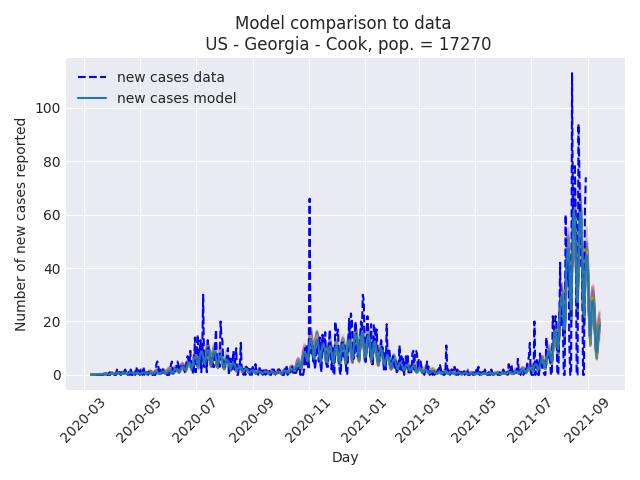 Model comparison to data
US - Georgia - Cook, pop. = 17270
new cases data
new cases model
Number of new cases reported
100
80
60
40
20
0
2020-03
2020-05
2020-07
2020-09
2020-11
2021-01
2021-03
2021-05
2021-07
2021-09
Day